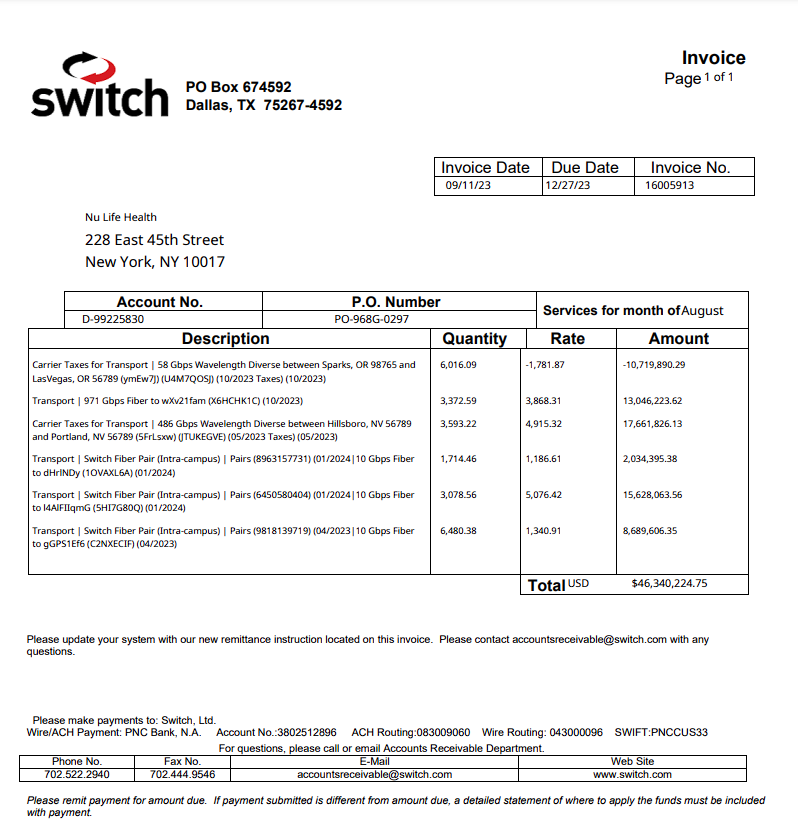 Invoice
Page 1 of 1
switch
PO Box 674592
Dallas, TX 75267-4592
Invoice Date Due Date Invoice No.
09/11/23 12/27/23 16005913
Nu Life Health
228 East 45th Street
New York, NY 10017
Account No. P.O. Number Services for month of August
D-99225830 PO-968G-0297
Description Quantity Rate Amount
Carrier Taxes for Transport | 58 Gbps Wavelength Diverse between Sparks, OR 98765 and 6,016.09 -1,781.87 -10,719,890.29
LasVegas, OR 56789 (ymEw7J) (U4M7QOSJ) (10/2023 Taxes) (10/2023)
Transport | 971 Gbps Fiber to wXv21fam (X6HCHK1C) (10/2023) 3,372.59 3,868.31 13,046,223.62
Carrier Taxes for Transport | 486 Gbps Wavelength Diverse between Hillsboro, NV 56789 3,593.22 4,915.32 17,661,826.13
and Portland, NV 56789 (5FrLsxw) (JTUKEGVE) (05/2023 Taxes) (05/2023)
Transport | Switch Fiber Pair (Intra-campus) | Pairs (8963157731) (01/2024|10 Gbps Fiber 1,714.46 1,186.61 2,034,395.38
to dHrlNDy (1OVAXL6A) (01/2024)
Transport | Switch Fiber Pair (Intra-campus) | Pairs (6450580404) (01/2024|10 Gbps Fiber 3,078.56 5,076.42 15,628,063.56
to l4AlFIIqmG (5HI7G80Q) (01/2024)
Transport | Switch Fiber Pair (Intra-campus) | Pairs (9818139719) (04/2023|10 Gbps Fiber 6,480.38 1,340.91 8,689,606.35
to gGPS1Ef6 (C2NXECIF) (04/2023)
Total USD $46,340,224.75
Please update your system with our new remittance instruction located on this invoice. Please contact accountsreceivable@switch.com with any
questions.
Please make payments to: Switch, Ltd.
Wire/ACH Payment: PNC Bank, N.A. Account No.:3802512896 ACH Routing:083009060 Wire Routing: 043000096 SWIFT:PNCCUS33
For questions, please call or email Accounts Receivable Department.
Phone No. Fax No. E-Mail Web Site
702.522.2940 702.444.9546 accountsreceivable@switch.com www.switch.com
Please remit payment for amount due. If payment submitted is different from amount due, a detailed statement of where to apply the funds must be included
with payment.